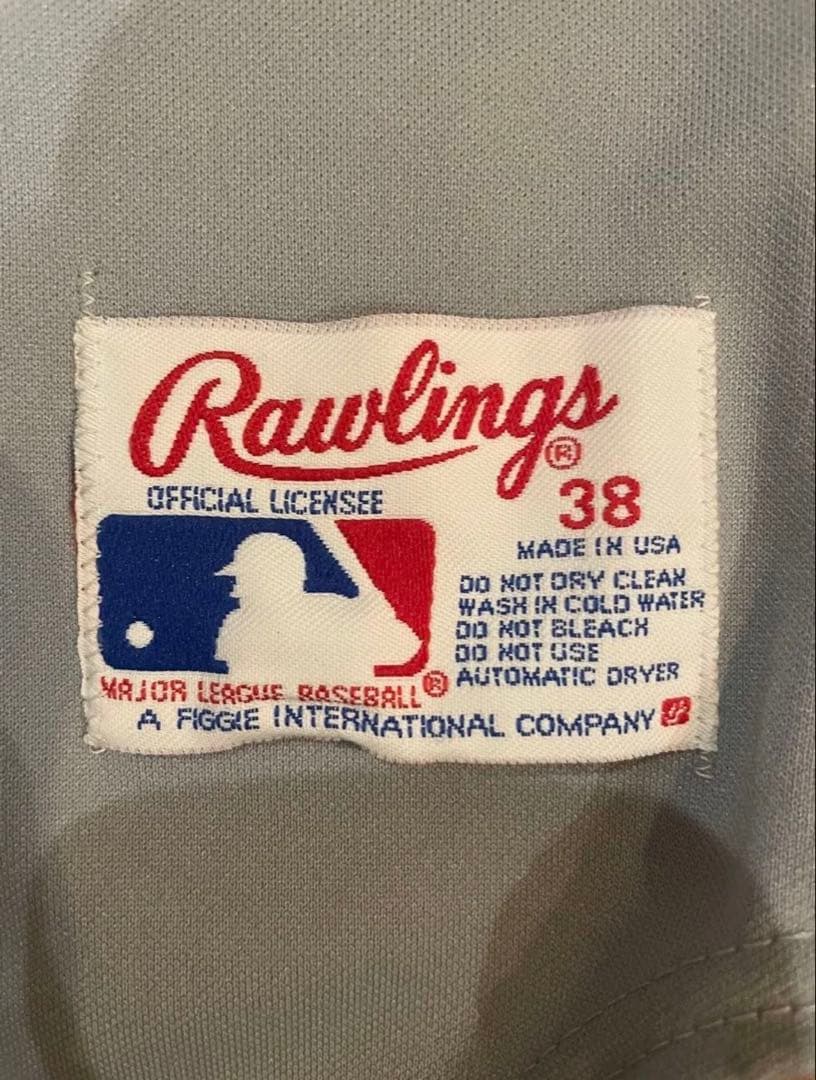 Rawlings®
OFFICIAL LICENSEE
38
MADE IN USA
DO NOT DRY CLEAN
WASH IN COLD WATER
DO NOT BLEACH
DO NOT USE
AUTOMATIC DRYER
MAJOR LEAGUE BASEBALL®
A FIGGIE INTERNATIONAL COMPANY